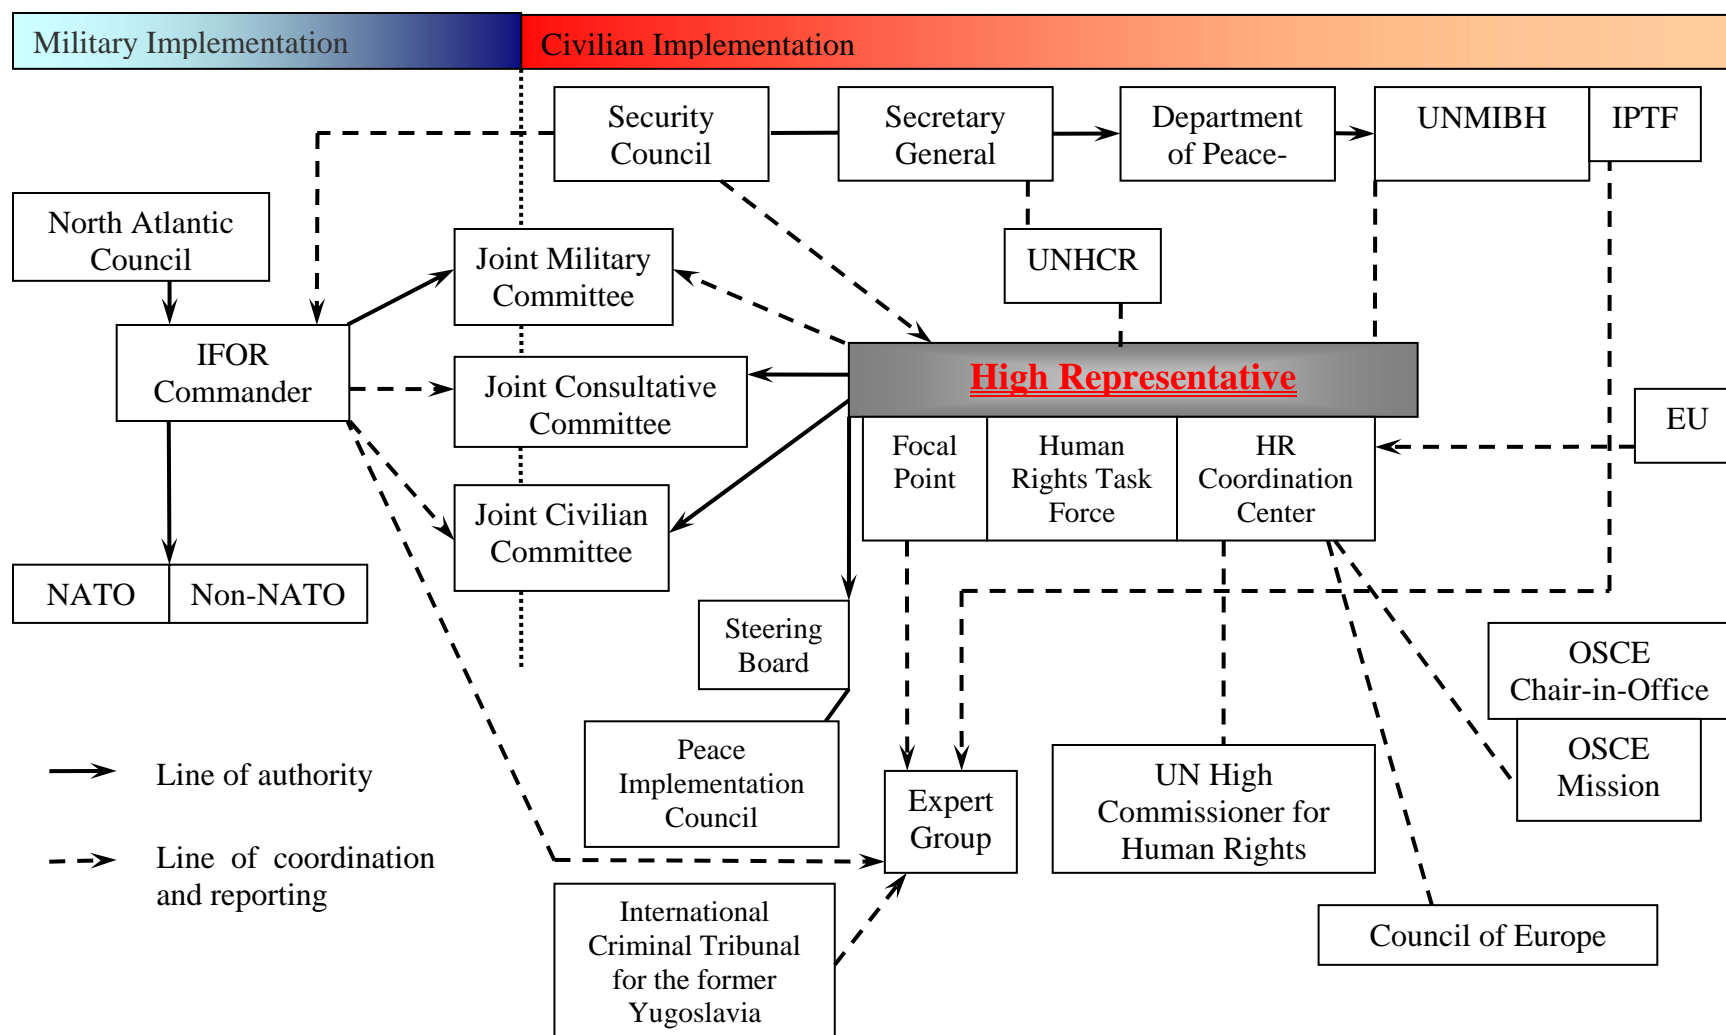 Military Implementation
Civilian Implementation
Security
Council
Secretary
General
Department
of Peace-
UNMIBH
IPTF
North Atlantic
Council
Joint Military
Committee
UNHCR
IFOR
Commander
High Representative
Joint Consultative
Committee
EU
Focal
Point
Human
Rights Task
Force
HR
Coordination
Center
Joint Civilian
Committee
NATO
Non-NATO
Steering
Board
OSCE
Chair-in-Office
OSCE
Mission
Peace
Implementation
Council
Expert
Group
UN High
Commissioner for
Human Rights
Line of authority
Line of coordination
and reporting
International
Criminal Tribunal
for the former
Yugoslavia
Council of Europe